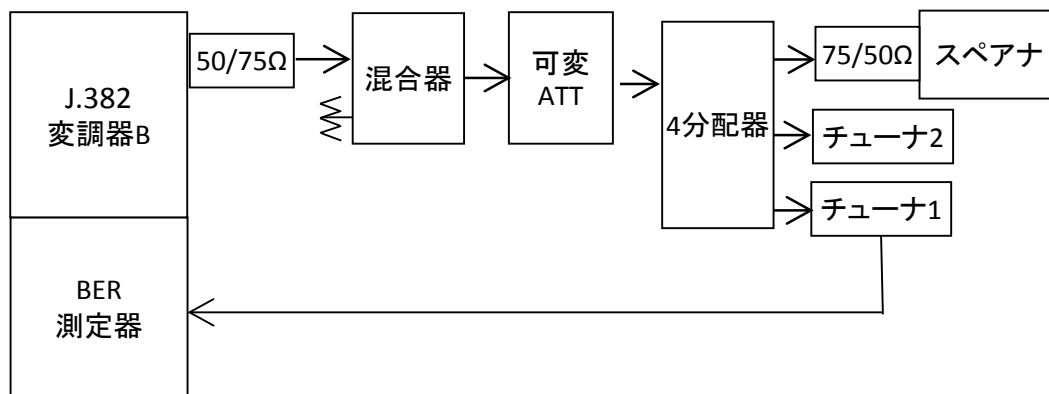 J.382
変調器B
50/75Ω
混合器
可変
ATT
4分配器
75/50Ω
スペアナ
チューナ2
チューナ1
BER
測定器